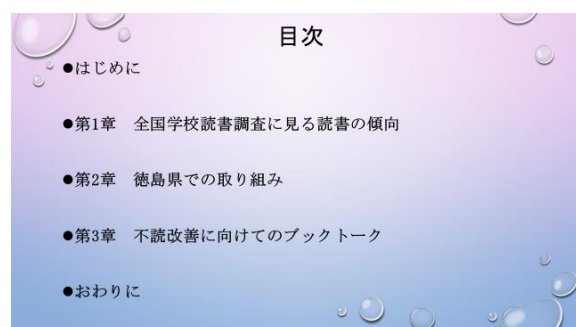 目次
●はじめに
●第1章　全国学校読書調査に見る読書の傾向
●第2章　徳島県での取り組み
●第3章　不読改善に向けてのブックトーク
●おわりに